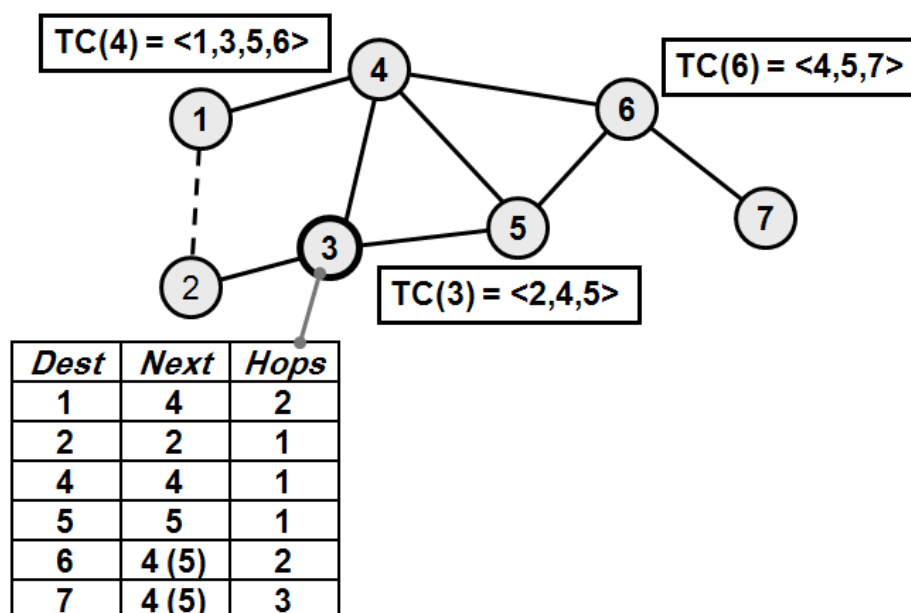 TC(4) = <1,3,5,6>
4
TC(6) = <4,5,7>
1
6
7
5
3
2
TC(3) = <2,4,5>
Dest Next Hops
1 4 2
2 2 1
4 4 1
5 5 1
6 4 (5) 2
7 4 (5) 3